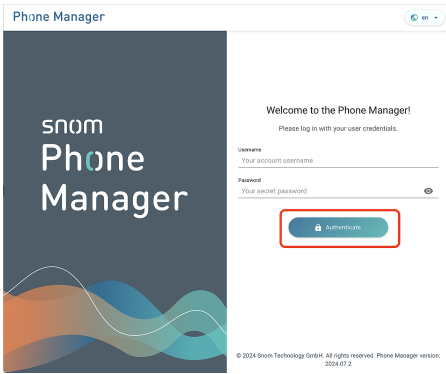 Phone Manager
en
snom
Phone
Manager
Welcome to the Phone Manager!
Please log in with your user credentials.
Username
Your account username
Password
Your secret password
Authenticate
© 2024 Snom Technology GmbH. All rights reserved. Phone Manager version:
2024.07.2